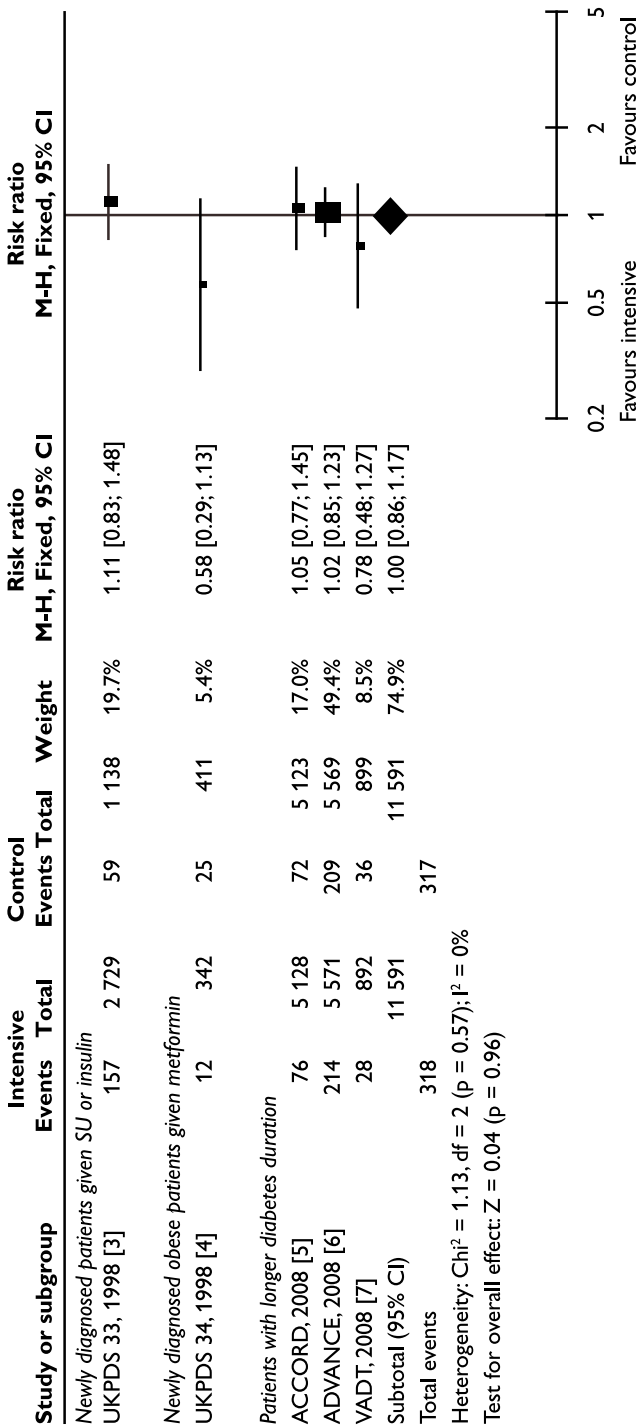 Intensive Control Risk ratio Risk ratio
Study or subgroup Events Total Events Total Weight M-H, Fixed, 95% CI M-H, Fixed, 95% CI
Newly diagnosed patients given SU or insulin
UKPDS 33, 1998 [3] 157 2 729 59 1 138 19.7% 1.11 [0.83; 1.48]
Newly diagnosed obese patients given metformin
UKPDS 34, 1998 [4] 12 342 25 411 5.4% 0.58 [0.29; 1.13]
Patients with longer diabetes duration
ACCORD, 2008 [5] 76 5 128 72 5 123 17.0% 1.05 [0.77; 1.45]
ADVANCE, 2008 [6] 214 5 571 209 5 569 49.4% 1.02 [0.85; 1.23]
VADT, 2008 [7] 28 892 36 899 8.5% 0.78 [0.48; 1.27]
Subtotal (95% CI) 11 591 11 591 74.9% 1.00 [0.86; 1.17]
Total events 318 317
Heterogeneity: Chi² = 1.13, df = 2 (p = 0.57); I² = 0%
Test for overall effect: Z = 0.04 (p = 0.96)
0.2 0.5 1 2 5
Favours intensive Favours control